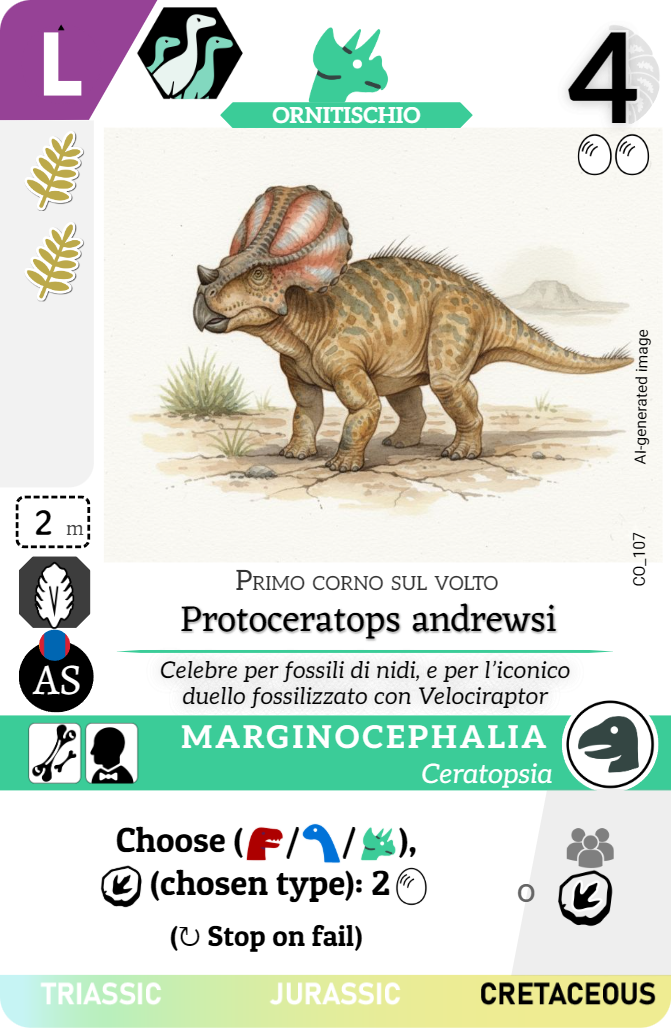 L
4
ORNITISCHIO
AI-generated image
CO_107
2 m
AS
Primo corno sul volto
Protoceratops andrewsi
Celebre per fossili di nidi, e per l'iconico
duello fossilizzato con Velociraptor
MARGINOCEPHALIA
Ceratopsia
Choose ( / / ),
(chosen type): 2
(↻ Stop on fail)
o
TRIASSIC JURASSIC CRETACEOUS